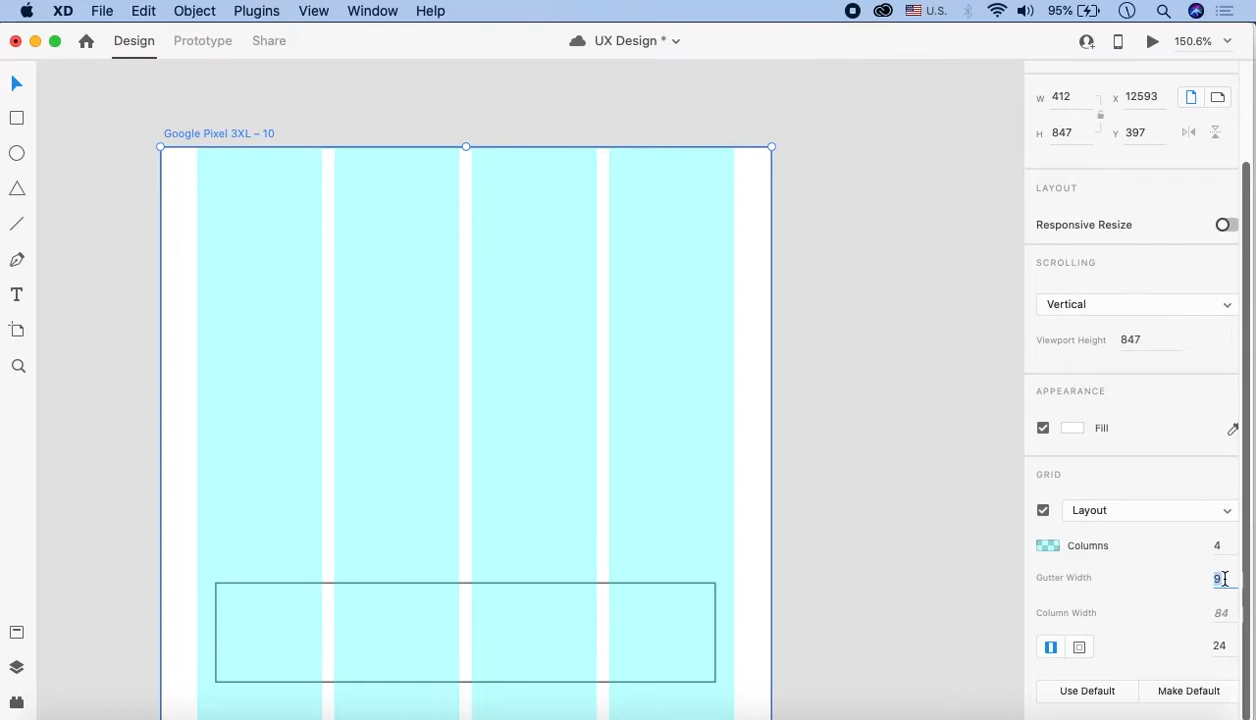 XD File Edit Object Plugins View Window Help U.S. 95%
Design Prototype Share UX Design * 150.6%
Google Pixel 3XL – 10
W 412 X 12593
H 847 Y 397
LAYOUT
Responsive Resize
SCROLLING
Vertical
Viewport Height 847
APPEARANCE
Fill
GRID
Layout
Columns 4
Gutter Width 9
Column Width 84
24
Use Default Make Default